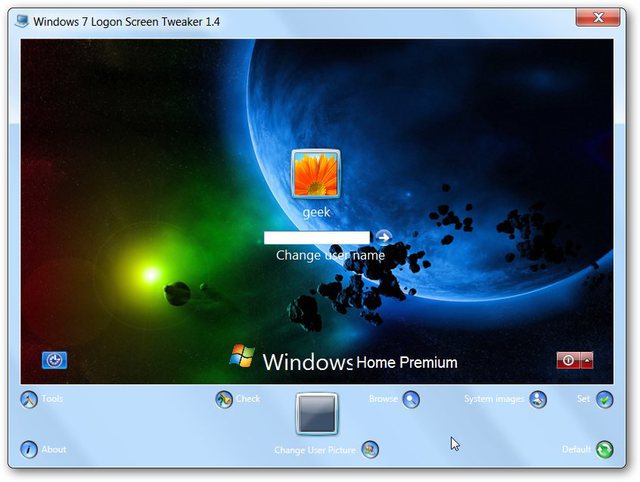 Windows 7 Logon Screen Tweaker 1.4
geek
Change user name
Windows Home Premium
Tools
Check
Browse
System images
Set
About
Change User Picture
Default